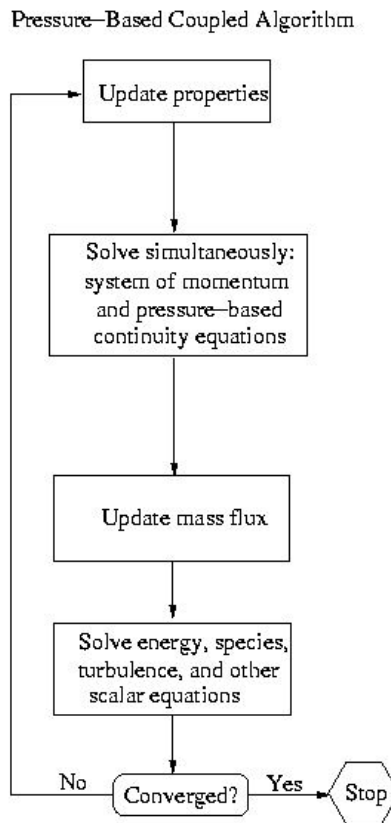 Pressure–Based Coupled Algorithm
Update properties
Solve simultaneously:
system of momentum
and pressure–based
continuity equations
Update mass flux
Solve energy, species,
turbulence, and other
scalar equations
No
Converged?
Yes
Stop